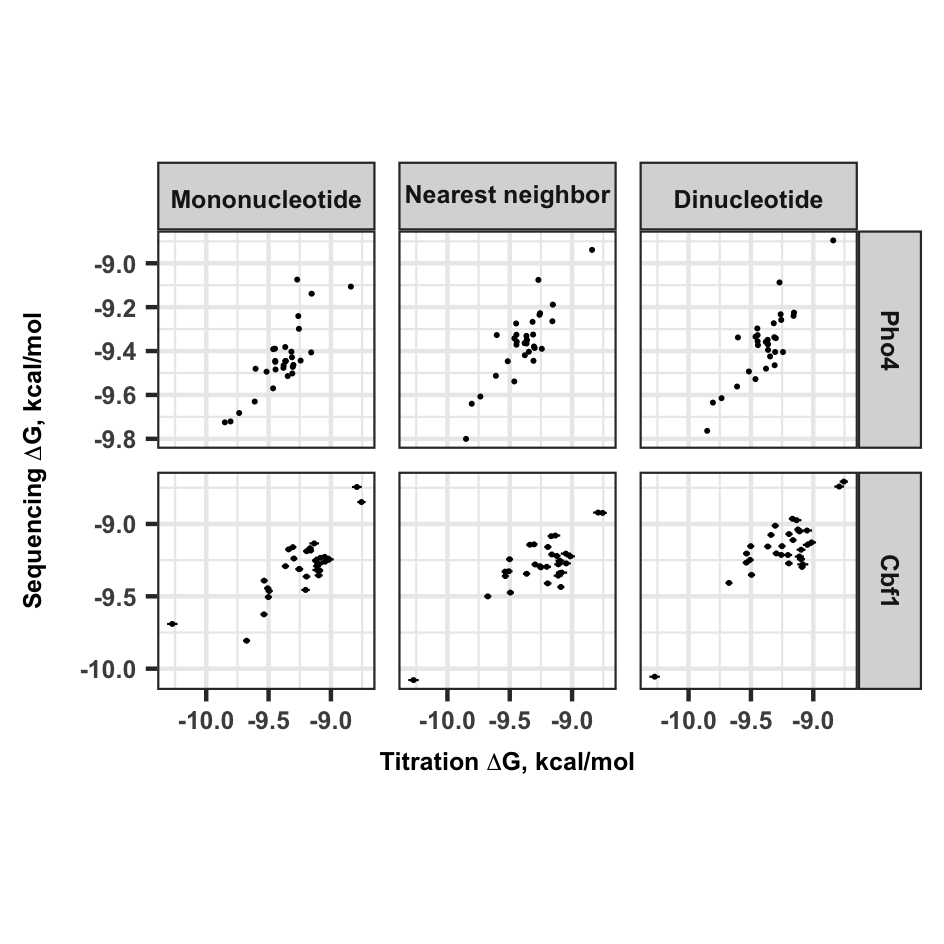 Mononucleotide
Nearest neighbor
Dinucleotide
Sequencing ΔG, kcal/mol
-9.0
-9.2
-9.4
-9.6
-9.8
Pho4
-9.0
-9.5
-10.0
Cbf1
-10.0 -9.5 -9.0
-10.0 -9.5 -9.0
-10.0 -9.5 -9.0
Titration ΔG, kcal/mol